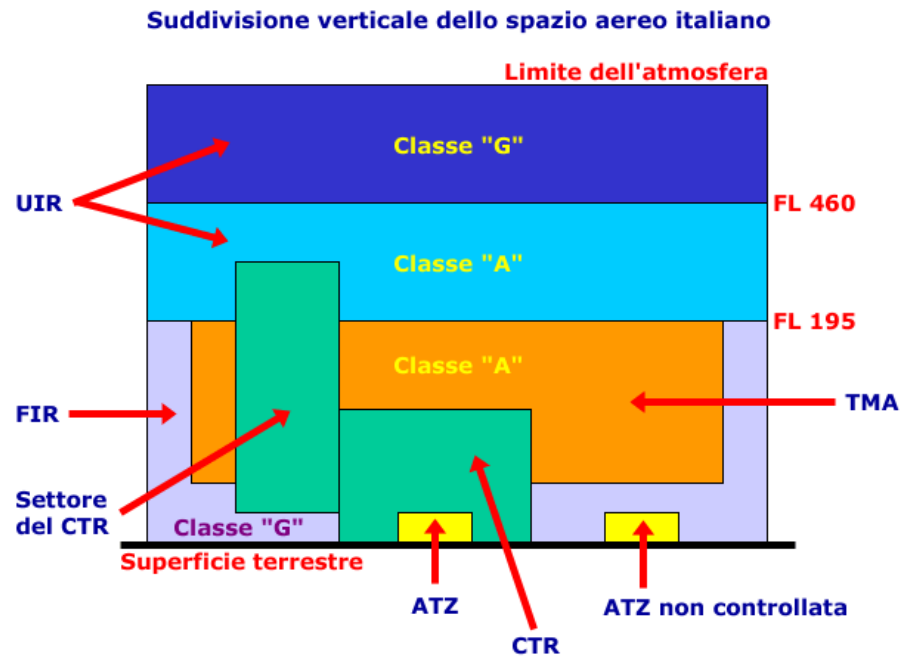 Suddivisione verticale dello spazio aereo italiano
Limite dell'atmosfera
Classe "G"
UIR
FL 460
Classe "A"
FL 195
Classe "A"
FIR
TMA
Settore
del CTR
Classe "G"
Superficie terrestre
ATZ
ATZ non controllata
CTR